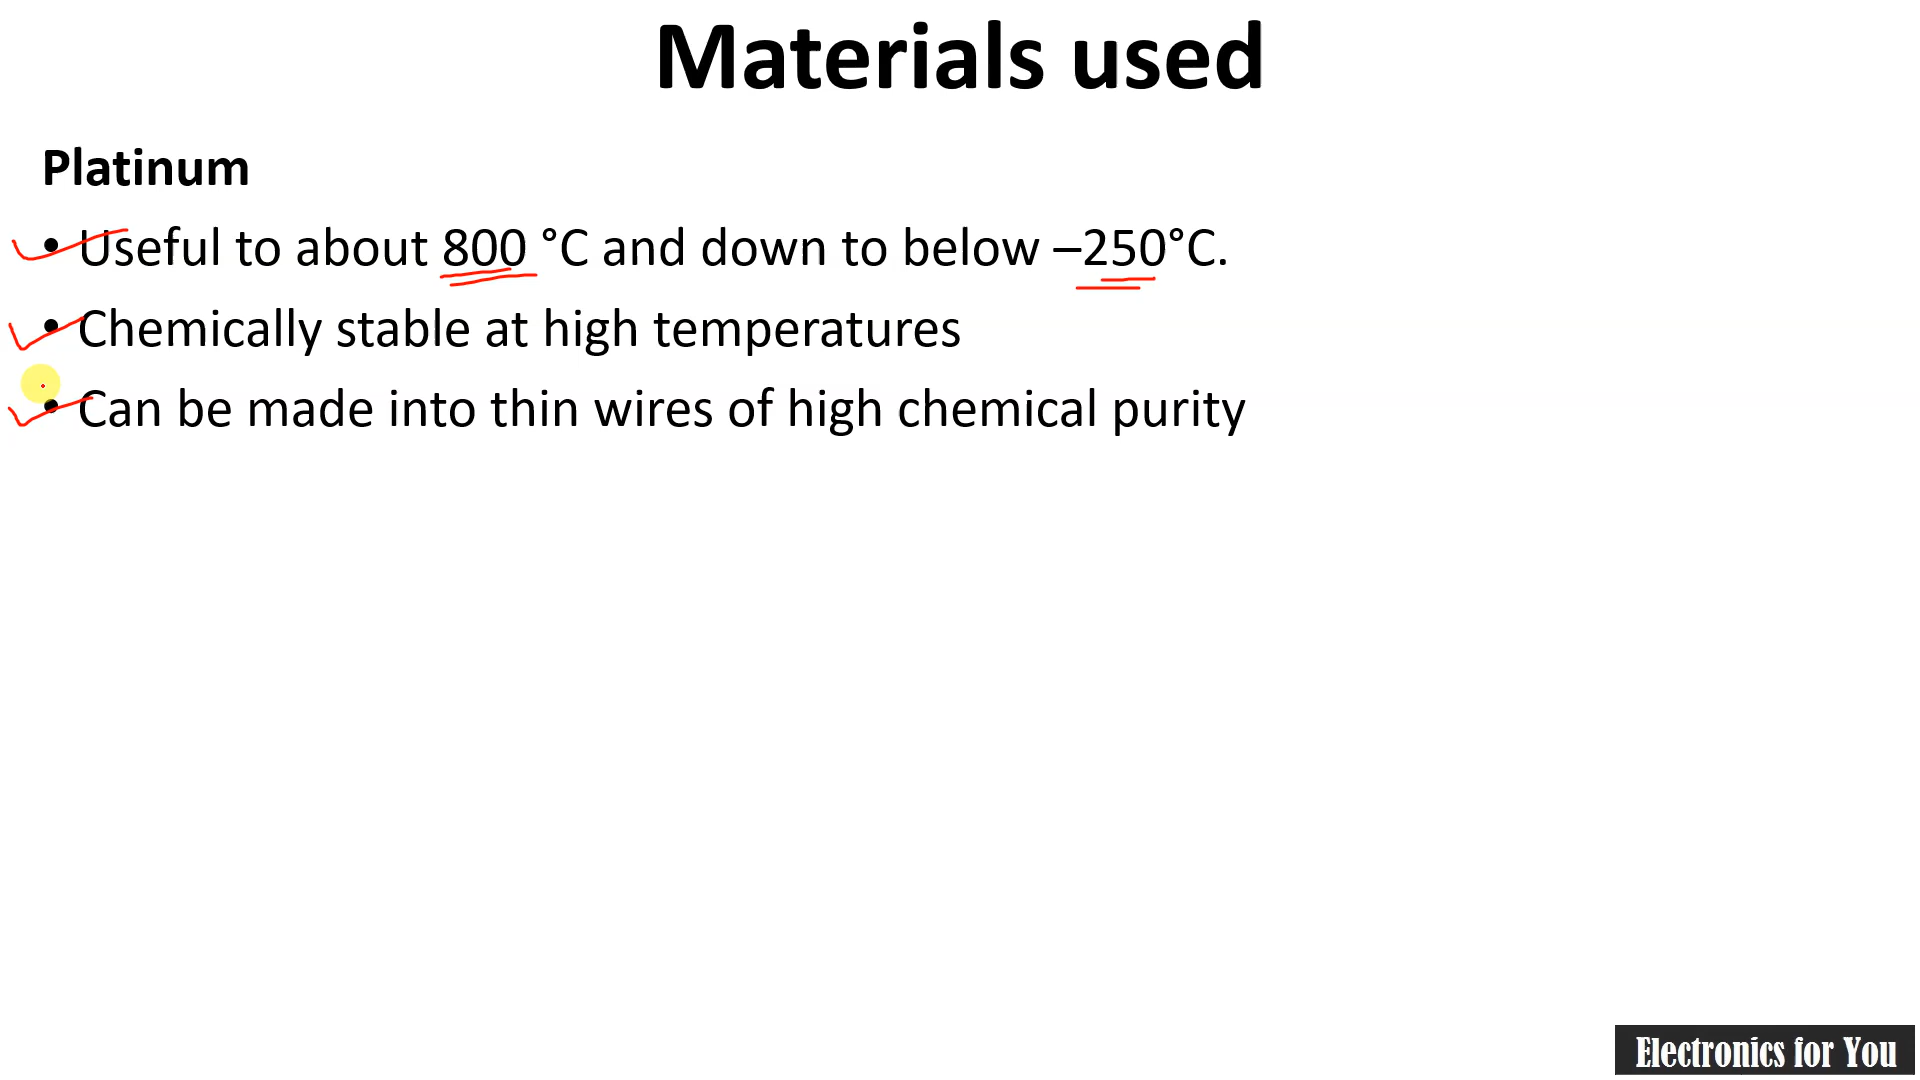 Materials used
Platinum
• Useful to about 800 °C and down to below –250°C.
• Chemically stable at high temperatures
• Can be made into thin wires of high chemical purity
Electronics for You